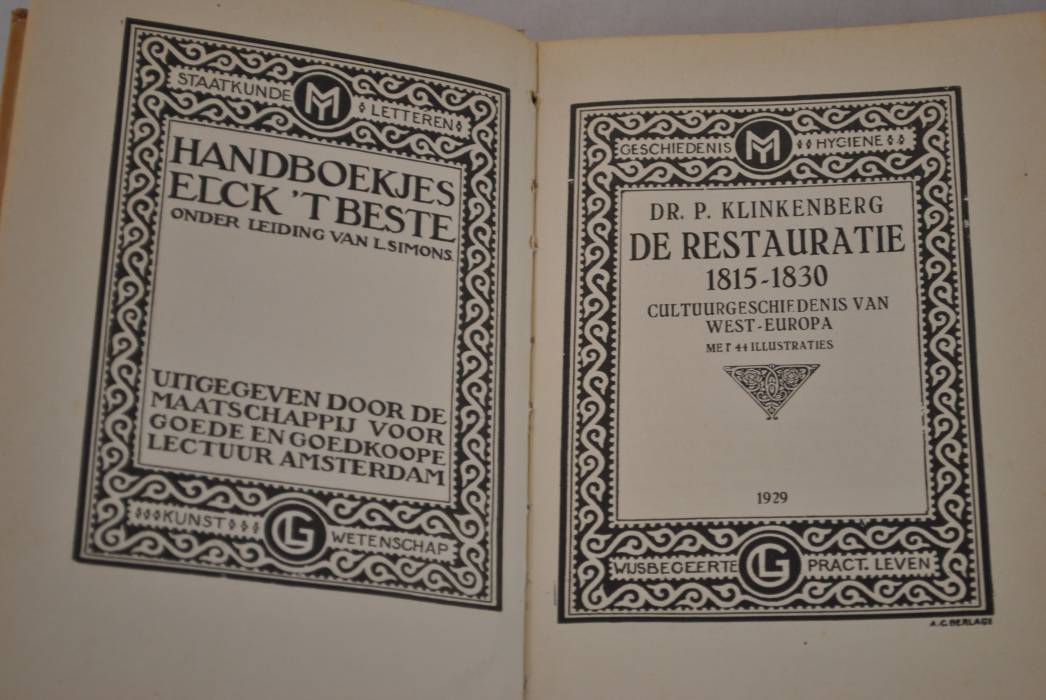 STAATKUNDE M LETTEREN
HANDBOEKJES
ELCK 'T BESTE
ONDER LEIDING VAN L. SIMONS.
UITGEGEVEN DOOR DE
MAATSCHAPPIJ VOOR
GOEDE EN GOEDKOOPE
LECTUUR AMSTERDAM
KUNST GL WETENSCHAP
GESCHIEDENIS M HYGIENE
DR. P. KLINKENBERG
DE RESTAURATIE
1815-1830
CULTUURGESCHIEDENIS VAN
WEST-EUROPA
MET 44 ILLUSTRATIES
1929
WIJSBEGEERTE GL PRACT. LEVEN
A.C. BERLAGE